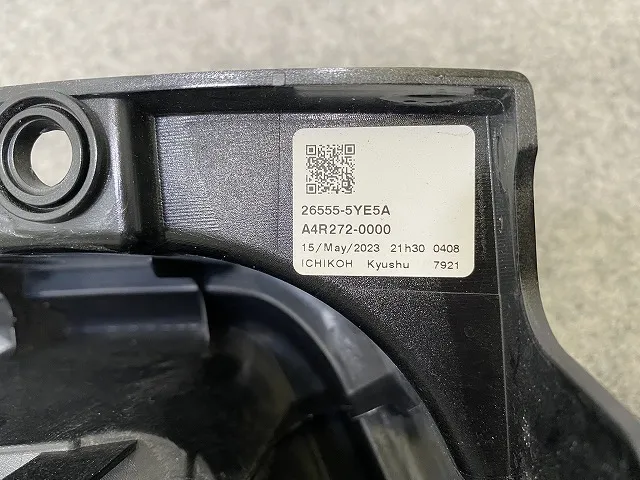 26555-5YE5A
A4R272-0000
15/May/2023 21h30 0408
ICHIKOH Kyushu 7921